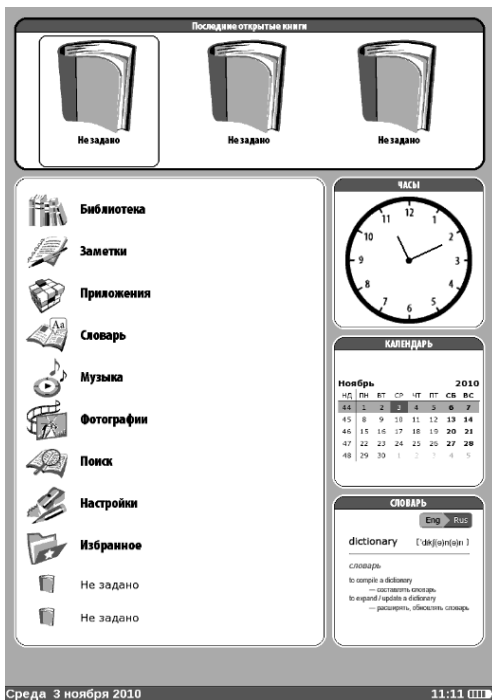 Последние открытые книги
Не задано Не задано Не задано
Библиотека
Заметки
Приложения
Словарь
Музыка
Фотографии
Поиск
Настройки
Избранное
Не задано
Не задано
ЧАСЫ
12
11 1
10 2
9 3
8 4
7 5
6
КАЛЕНДАРЬ
Ноябрь 2010
НД ПН ВТ СР ЧТ ПТ СБ ВС
44 1 2 3 4 5 6 7
45 8 9 10 11 12 13 14
46 15 16 17 18 19 20 21
47 22 23 24 25 26 27 28
48 29 30 1 2 3 4 5
СЛОВАРЬ
Eng Rus
dictionary ['dɪkʃ(ə)n(ə)rɪ ]
словарь
to compile a dictionary
— составлять словарь
to expand / update a dictionary
— расширять, обновлять словарь
Среда 3 ноября 2010 11:11